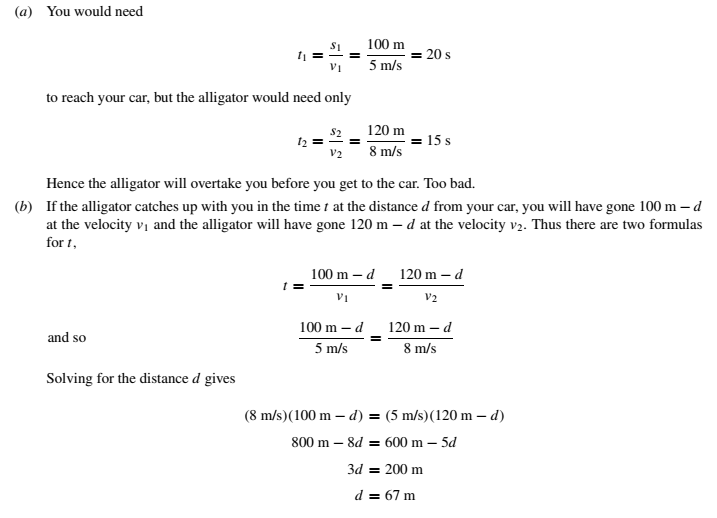 (a) You would need
t₁ = s₁/v₁ = 100 m/5 m/s = 20 s
to reach your car, but the alligator would need only
t₂ = s₂/v₂ = 120 m/8 m/s = 15 s
Hence the alligator will overtake you before you get to the car. Too bad.
(b) If the alligator catches up with you in the time t at the distance d from your car, you will have gone 100 m – d
at the velocity v₁ and the alligator will have gone 120 m – d at the velocity v₂. Thus there are two formulas
for t,
t = (100 m – d)/v₁ = (120 m – d)/v₂
and so (100 m – d)/(5 m/s) = (120 m – d)/(8 m/s)
Solving for the distance d gives
(8 m/s)(100 m – d) = (5 m/s)(120 m – d)
800 m – 8d = 600 m – 5d
3d = 200 m
d = 67 m